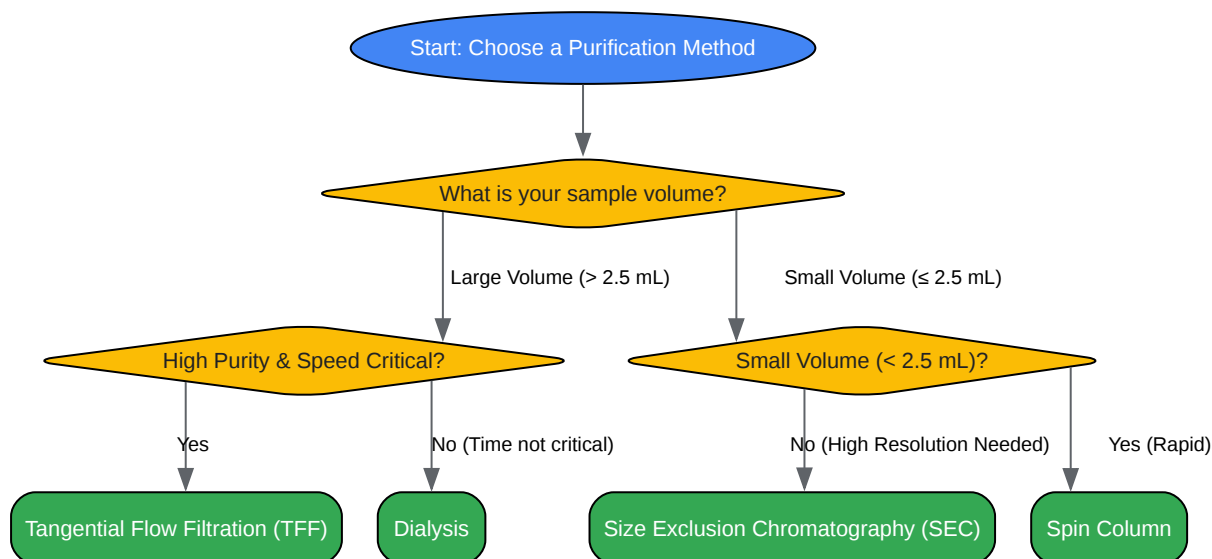 Start: Choose a Purification Method
What is your sample volume?
Large Volume (> 2.5 mL)
Small Volume (≤ 2.5 mL)
High Purity & Speed Critical?
Small Volume (< 2.5 mL)?
Yes
No (Time not critical)
No (High Resolution Needed)
Yes (Rapid)
Tangential Flow Filtration (TFF)
Dialysis
Size Exclusion Chromatography (SEC)
Spin Column